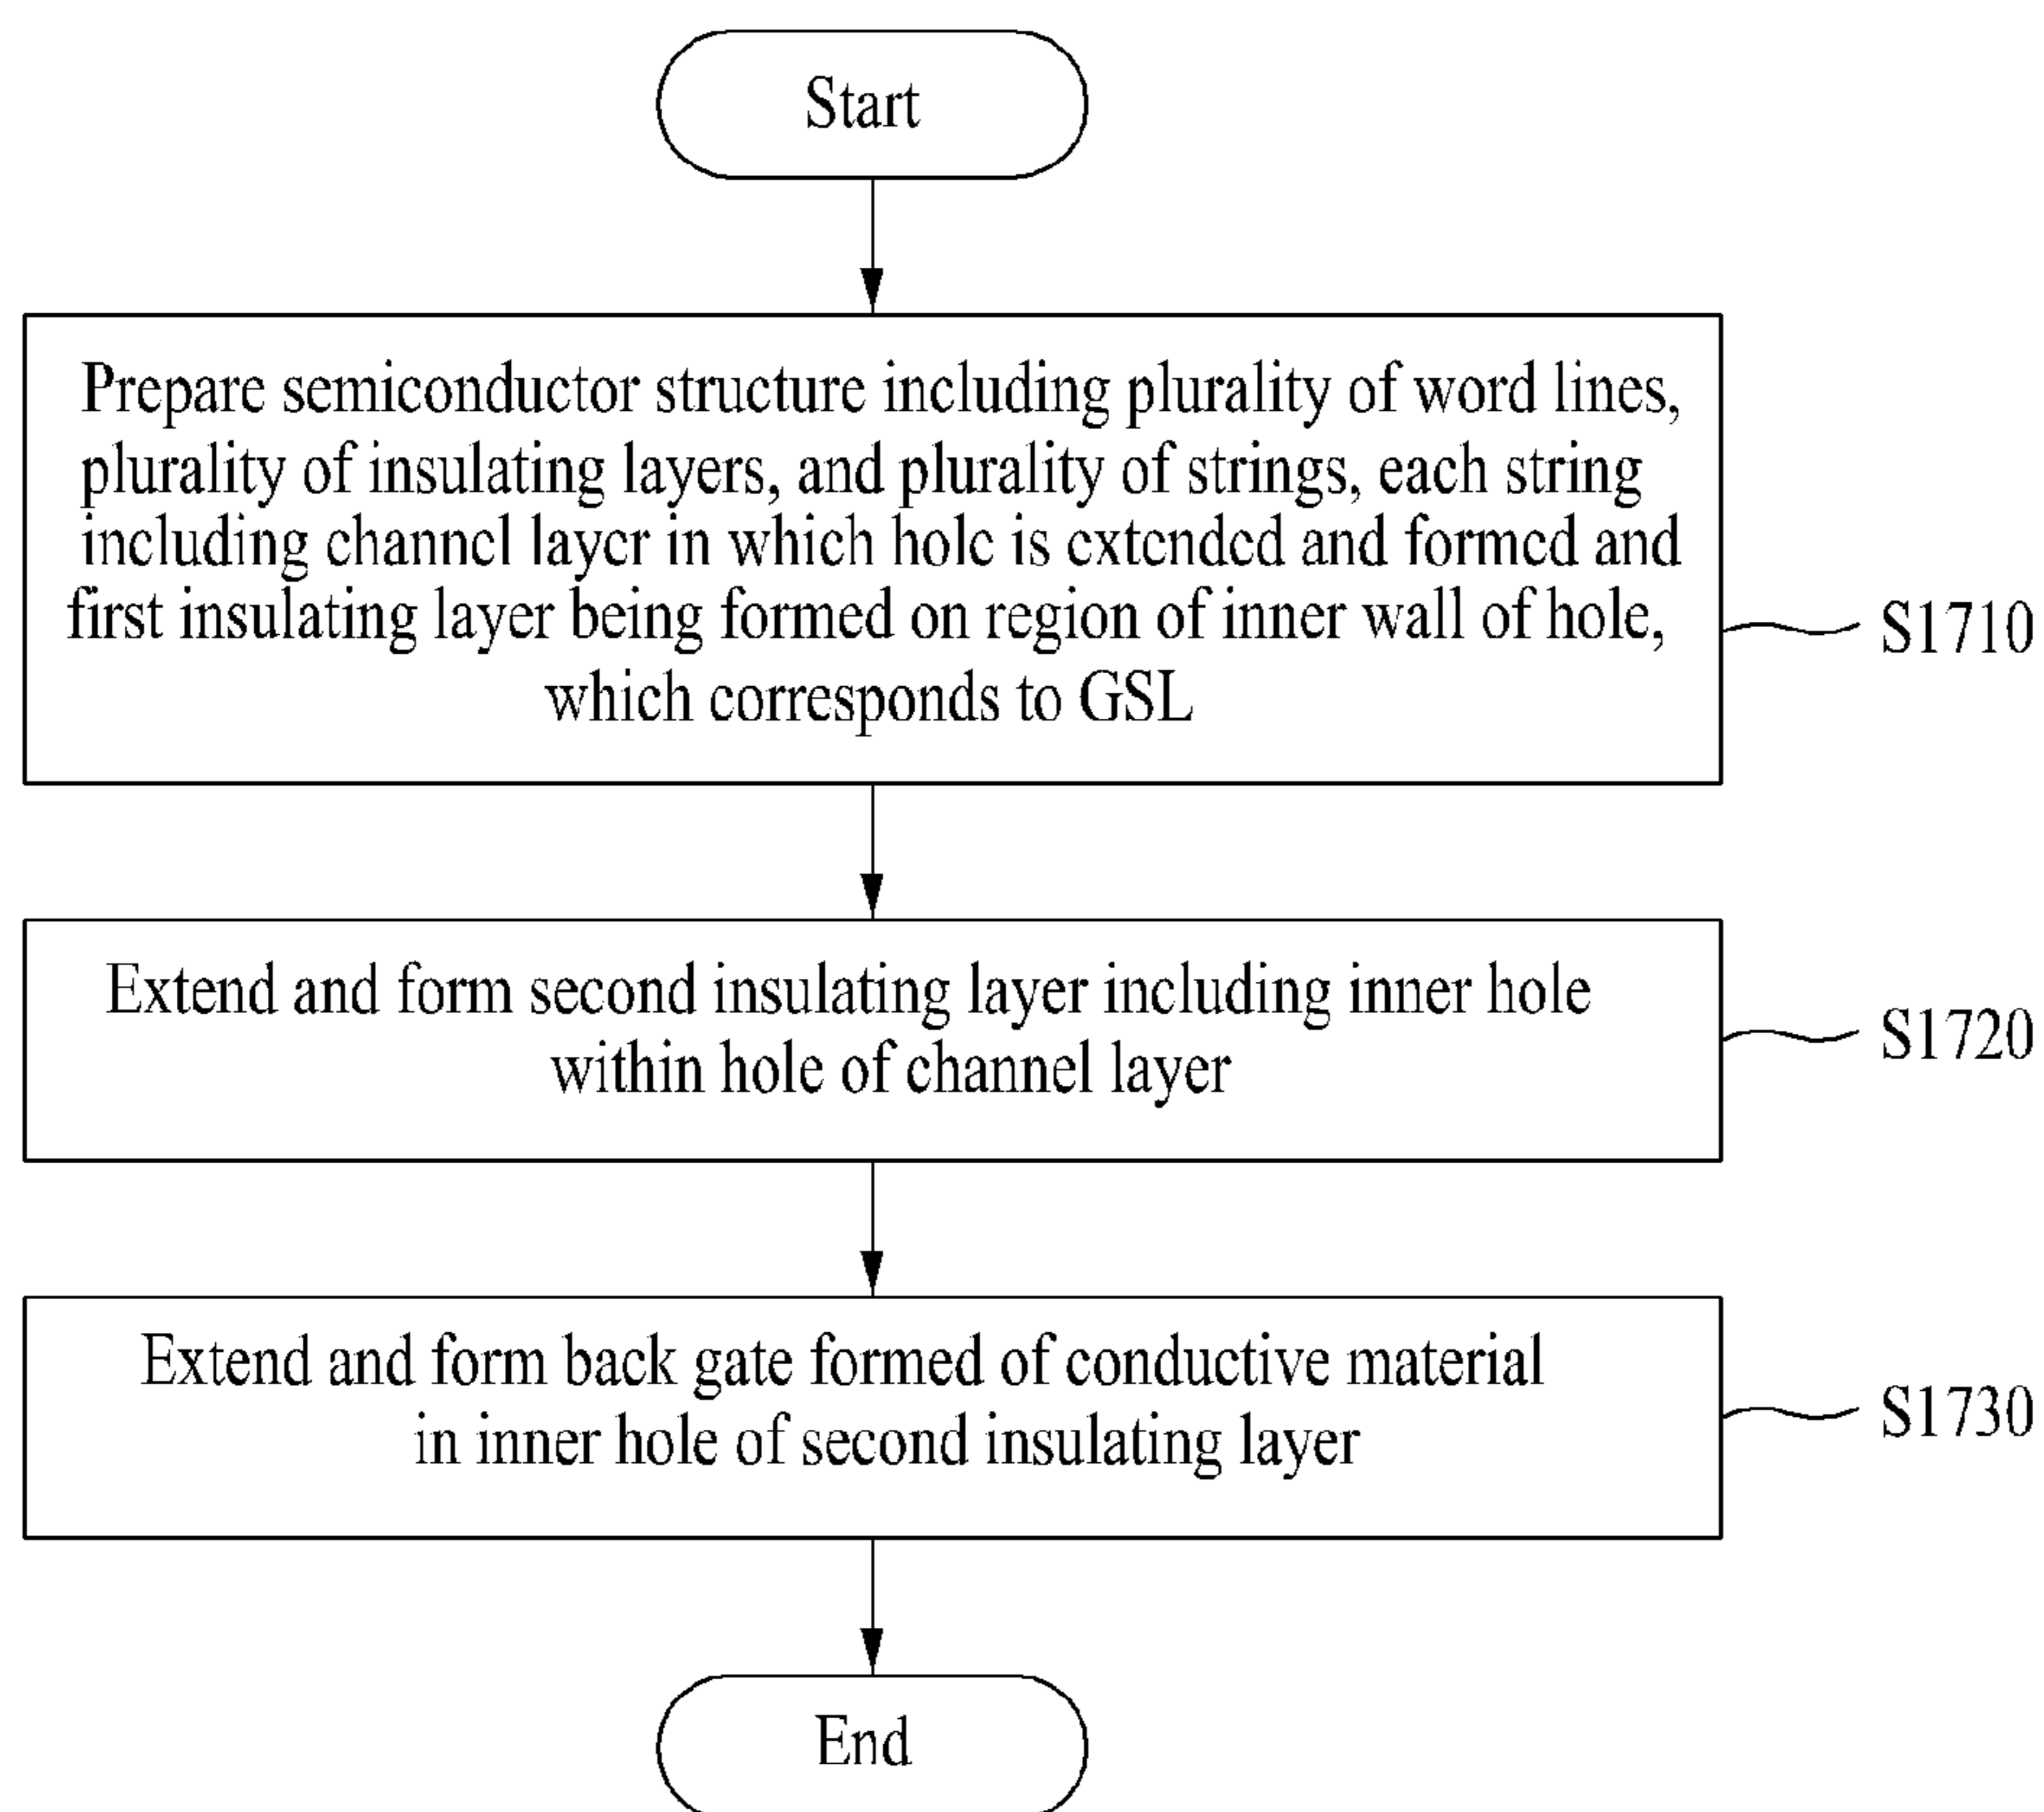 Start
Prepare semiconductor structure including plurality of word lines,
plurality of insulating layers, and plurality of strings, each string
including channel layer in which hole is extended and formed and
first insulating layer being formed on region of inner wall of hole,
which corresponds to GSL
S1710
Extend and form second insulating layer including inner hole
within hole of channel layer
S1720
Extend and form back gate formed of conductive material
in inner hole of second insulating layer
S1730
End